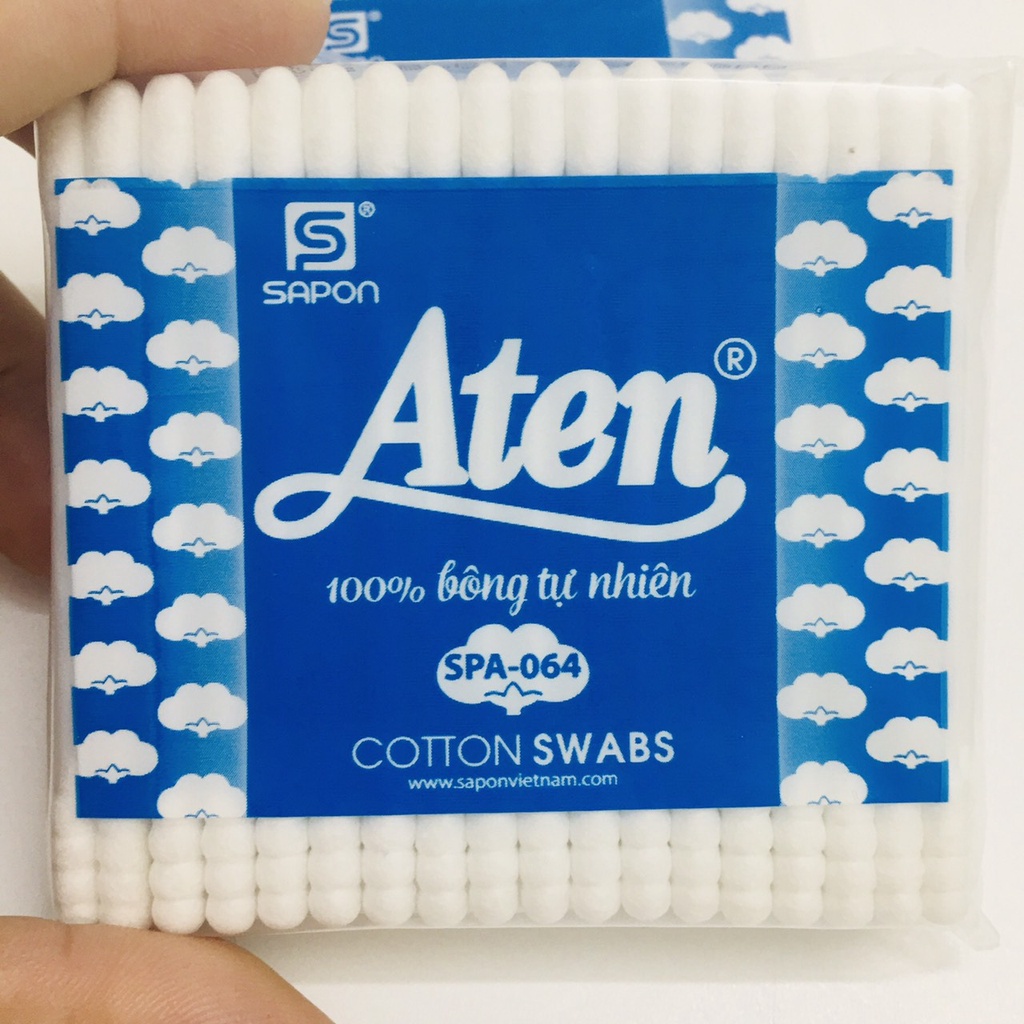 SAPON®
Aten®
100% bông tự nhiên
SPA-064
COTTON SWABS
www.saponvietnam.com